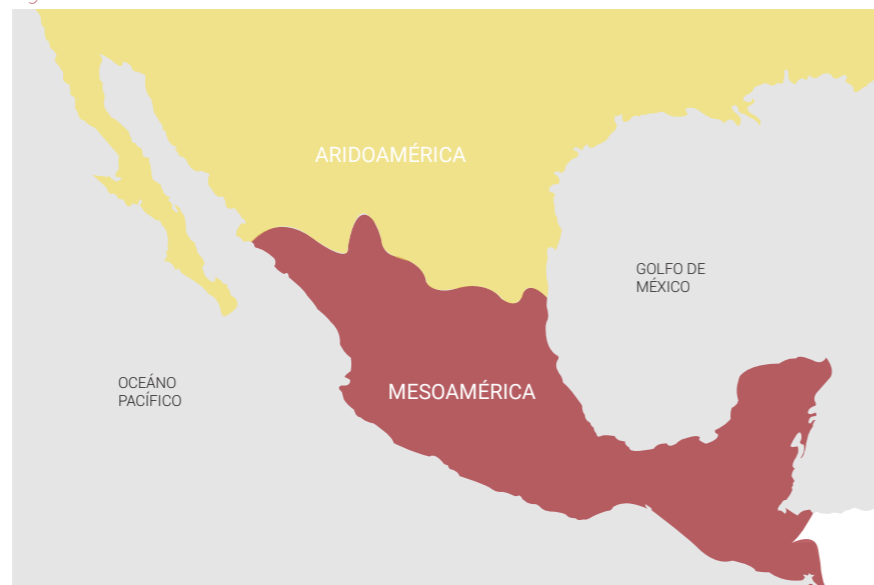 ARIDOAMÉRICA
GOLFO DE
MÉXICO
OCEÁNO
PACÍFICO
MESOAMÉRICA